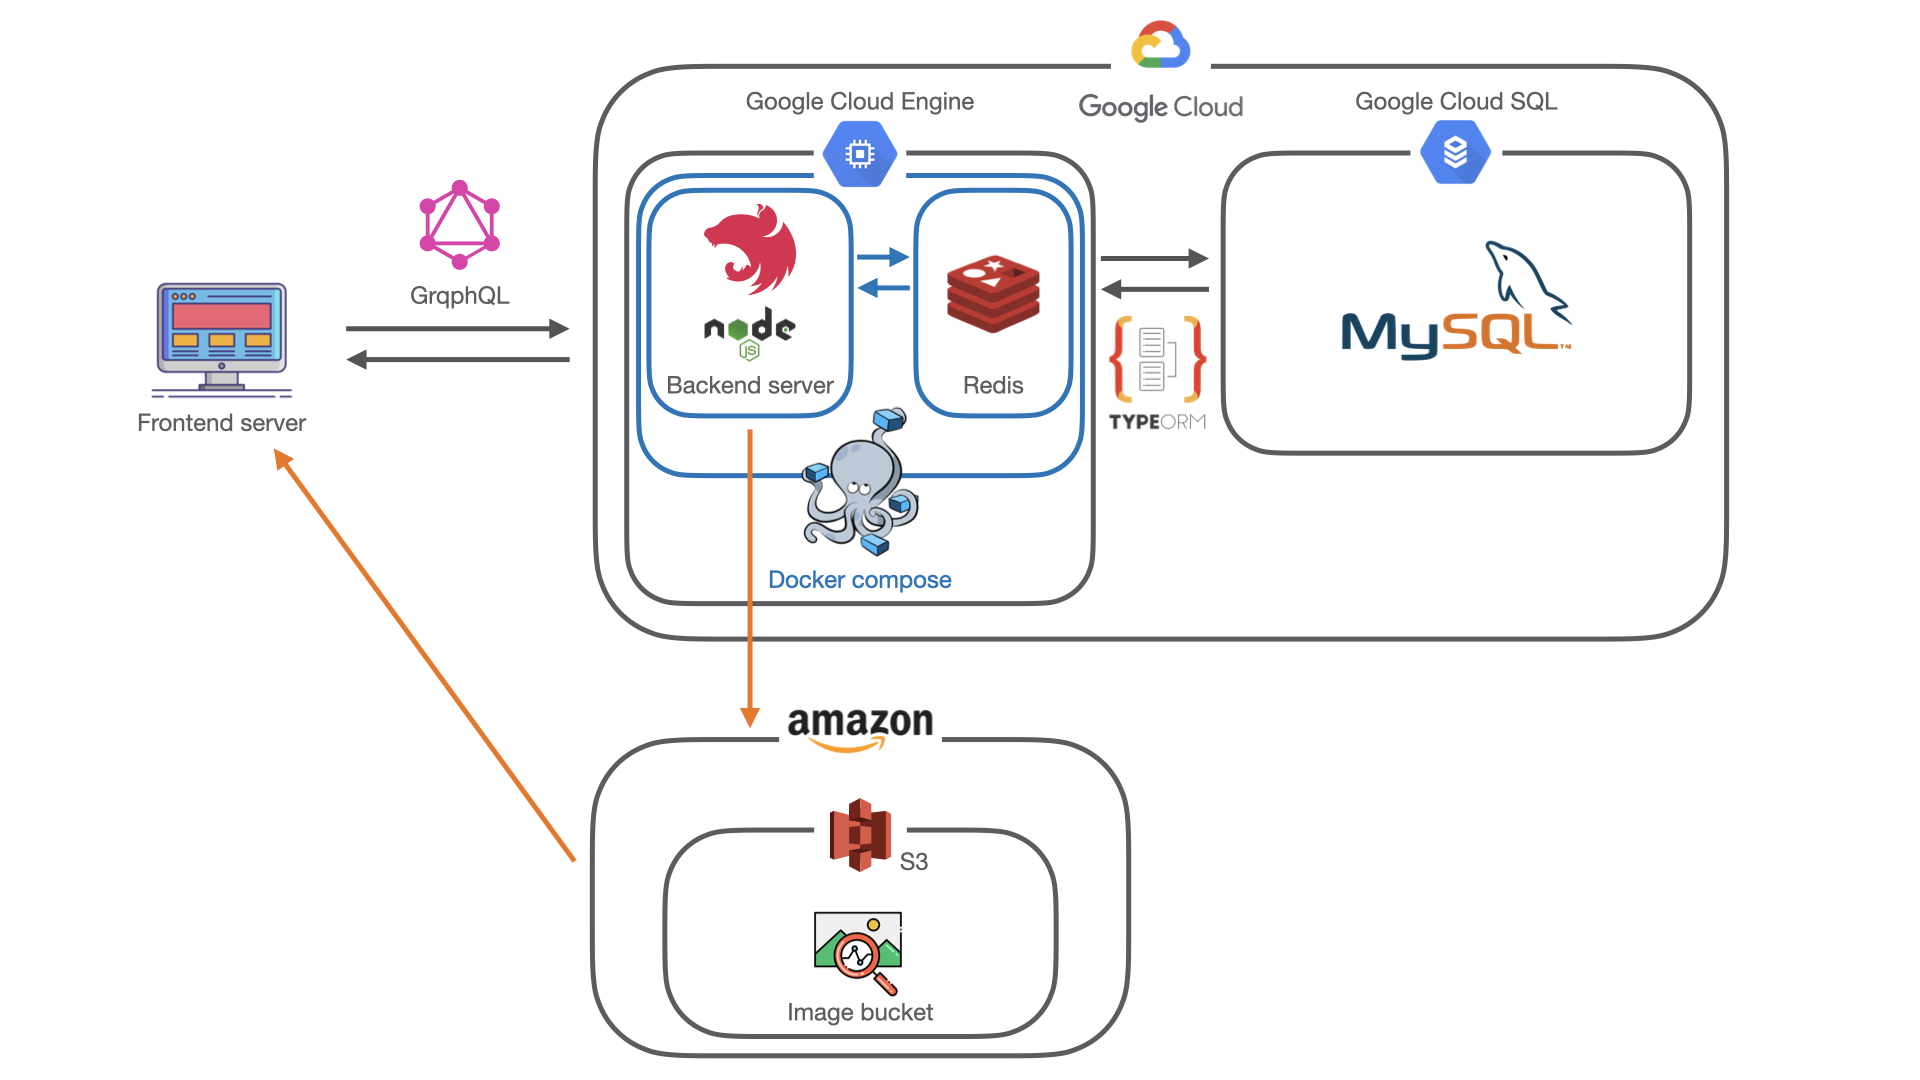 Google Cloud Engine
Google Cloud
Google Cloud SQL
GrqphQL
node
JS
Backend server
Redis
MySQL™
TYPEORM
Frontend server
Docker compose
amazon
S3
Image bucket